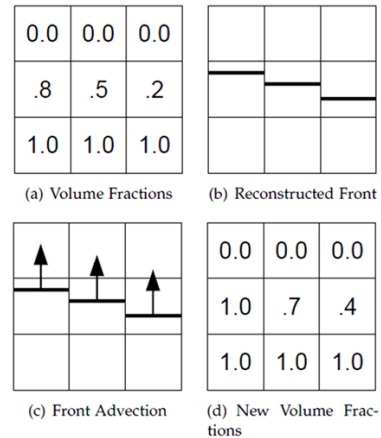 0.0 0.0 0.0
.8 .5 .2
1.0 1.0 1.0
(a) Volume Fractions
(b) Reconstructed Front
(c) Front Advection
0.0 0.0 0.0
1.0 .7 .4
1.0 1.0 1.0
(d) New Volume Frac-
tions